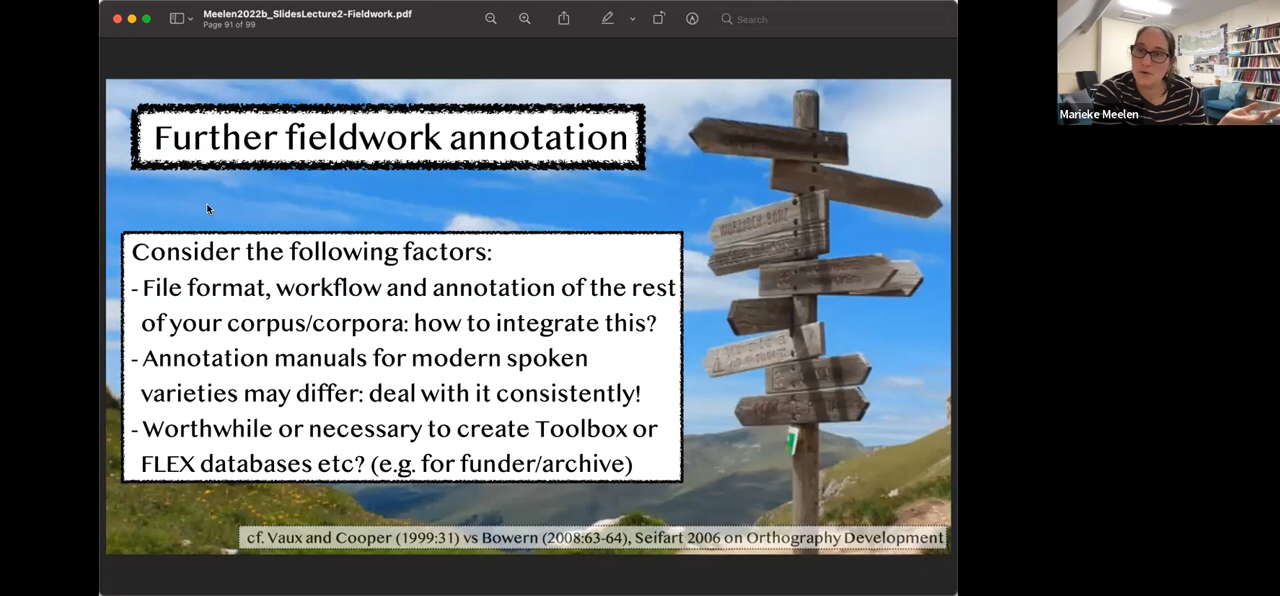 Meelen2022b_SlidesLecture2-Fieldwork.pdf
Page 91 of 99
Search
Marieke Meelen
Further fieldwork annotation
Consider the following factors:
- File format, workflow and annotation of the rest
of your corpus/corpora: how to integrate this?
- Annotation manuals for modern spoken
varieties may differ: deal with it consistently!
- Worthwhile or necessary to create Toolbox or
FLEX databases etc? (e.g. for funder/archive)
cf. Vaux and Cooper (1999:31) vs Bowern (2008:63-64), Seifart 2006 on Orthography Development